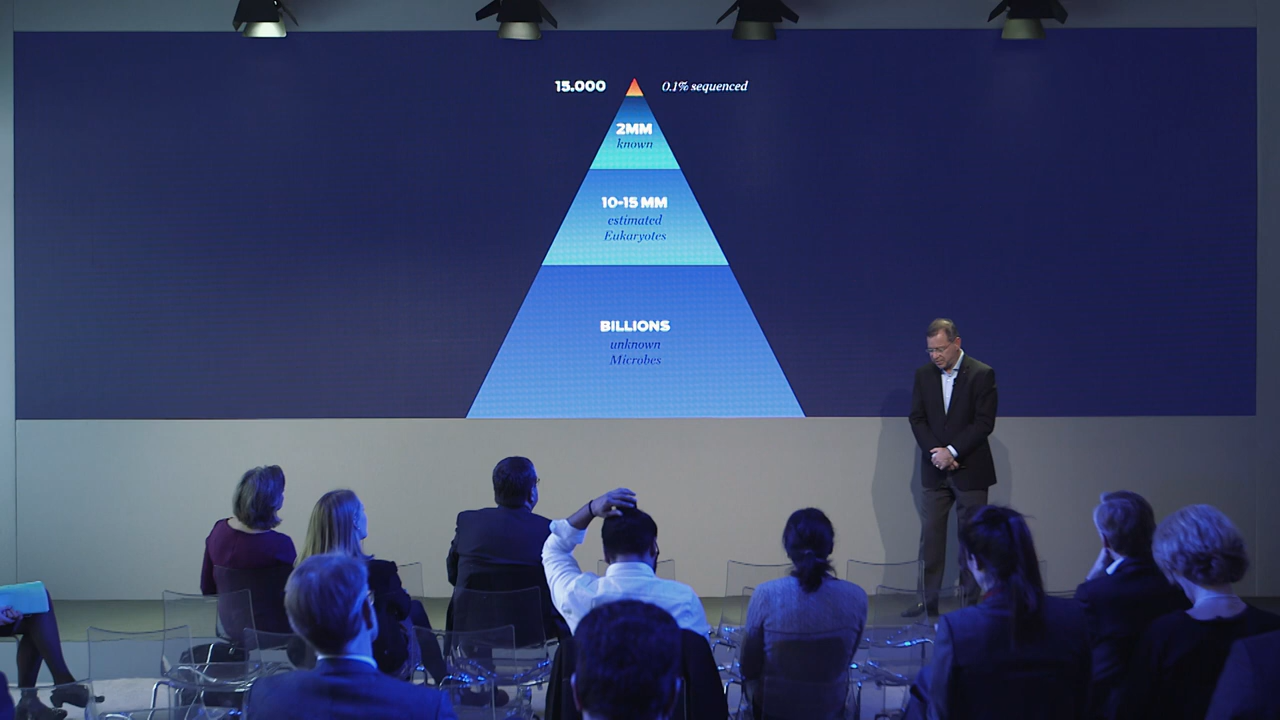 15.000
0.1% sequenced
2MM
known
10-15 MM
estimated
Eukaryotes
BILLIONS
unknown
Microbes